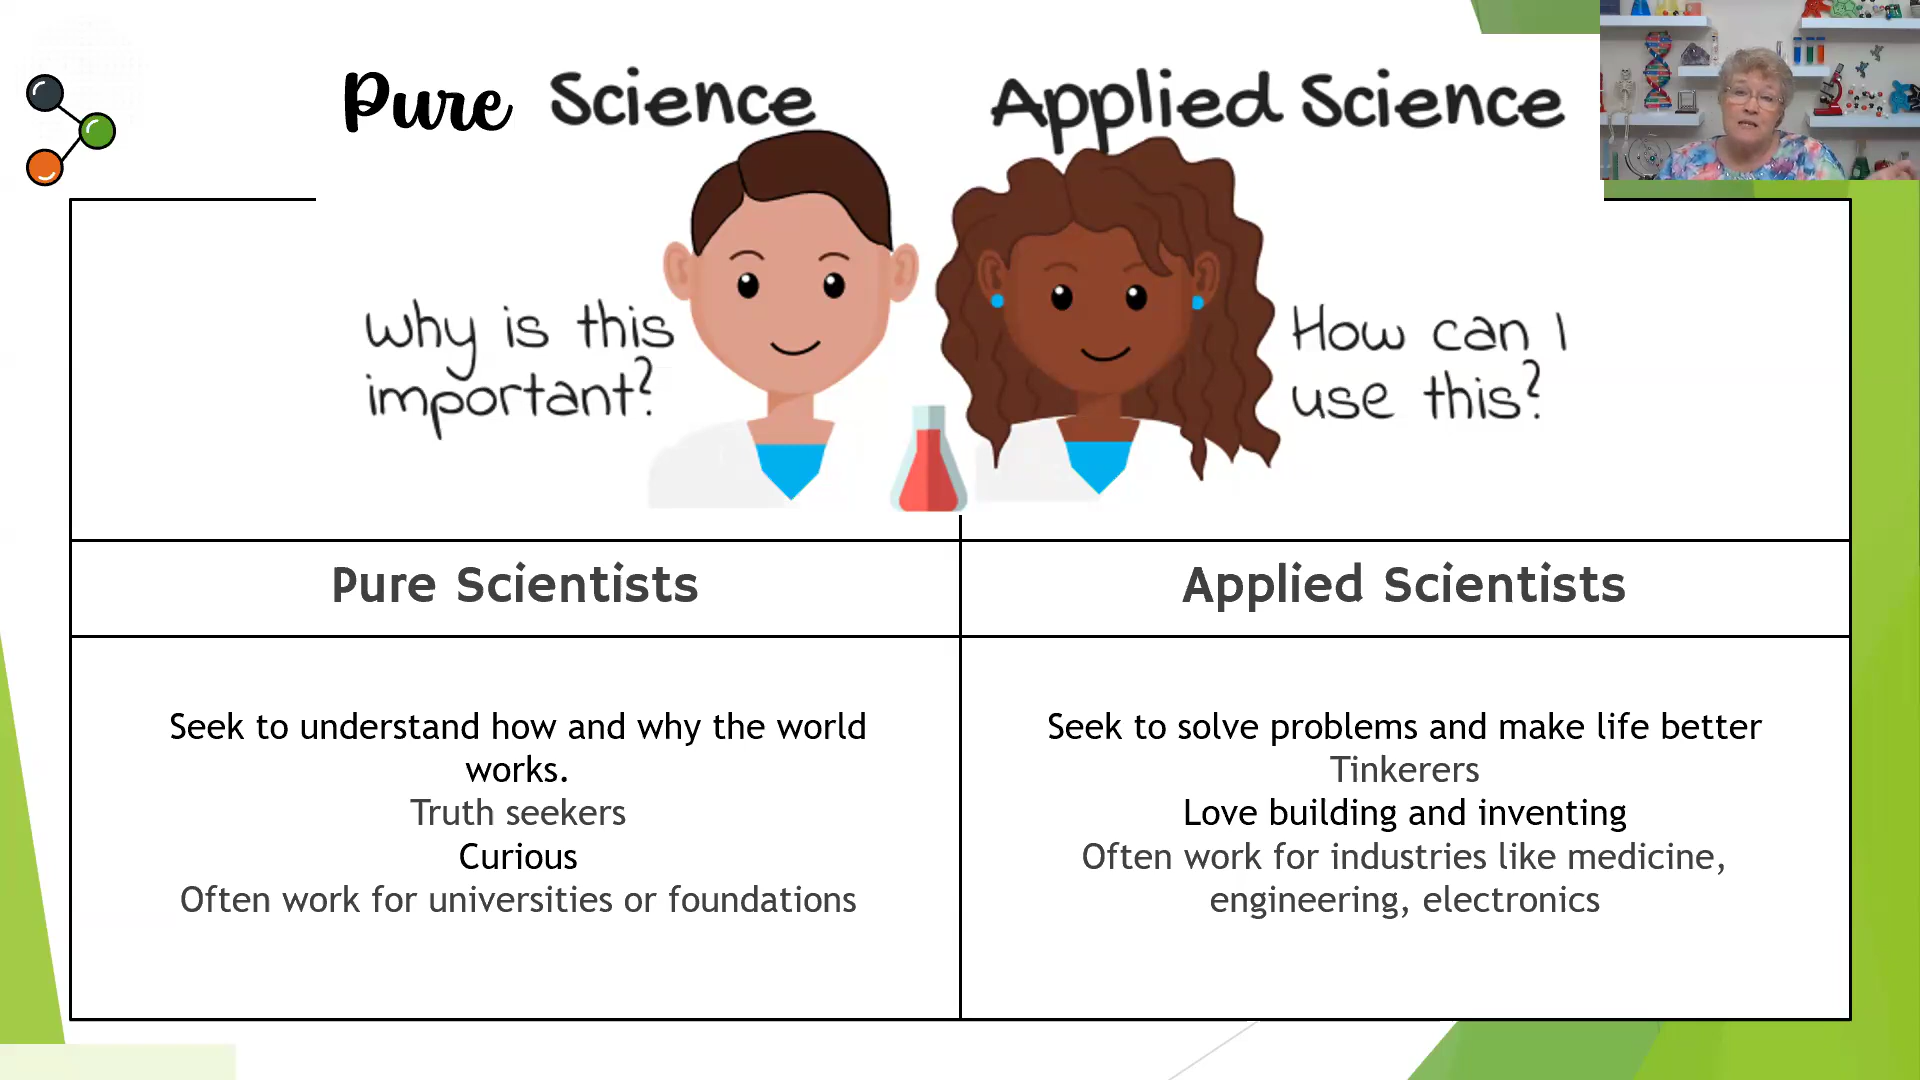 Pure Science
Applied Science
Why is this
important?
How can I
use this?
Pure Scientists
Applied Scientists
Seek to understand how and why the world
works.
Truth seekers
Curious
Often work for universities or foundations
Seek to solve problems and make life better
Tinkerers
Love building and inventing
Often work for industries like medicine,
engineering, electronics